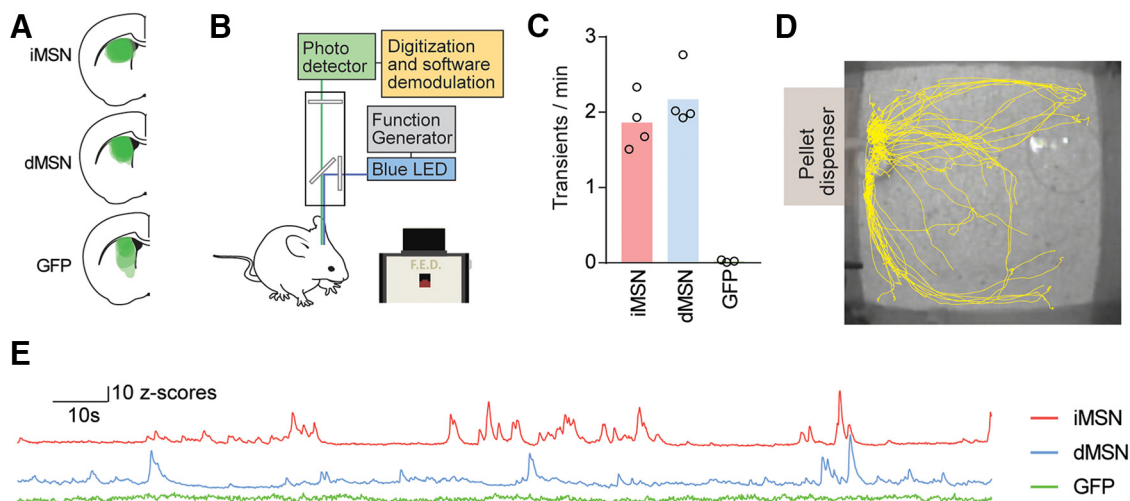 A
iMSN
dMSN
GFP
B
Photo
detector
Digitization
and software
demodulation
Function
Generator
Blue LED
F.E.D.
C
Transients / min
3
2
1
0
iMSN
dMSN
GFP
D
Pellet
dispenser
E
10 z-scores
10s
iMSN
dMSN
GFP